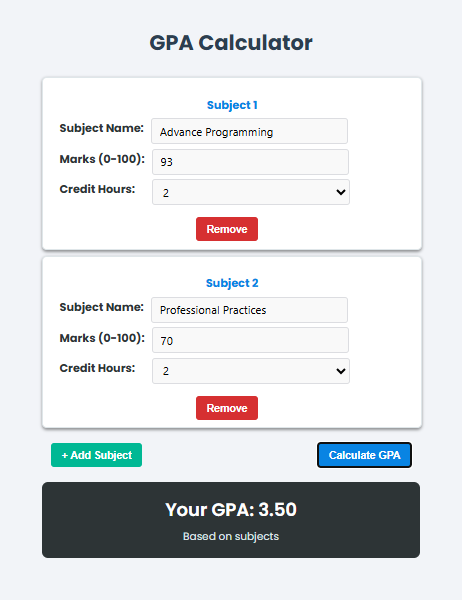 GPA Calculator
Subject 1
Subject Name: Advance Programming
Marks (0-100): 93
Credit Hours: 2
Remove
Subject 2
Subject Name: Professional Practices
Marks (0-100): 70
Credit Hours: 2
Remove
+ Add Subject Calculate GPA
Your GPA: 3.50
Based on subjects